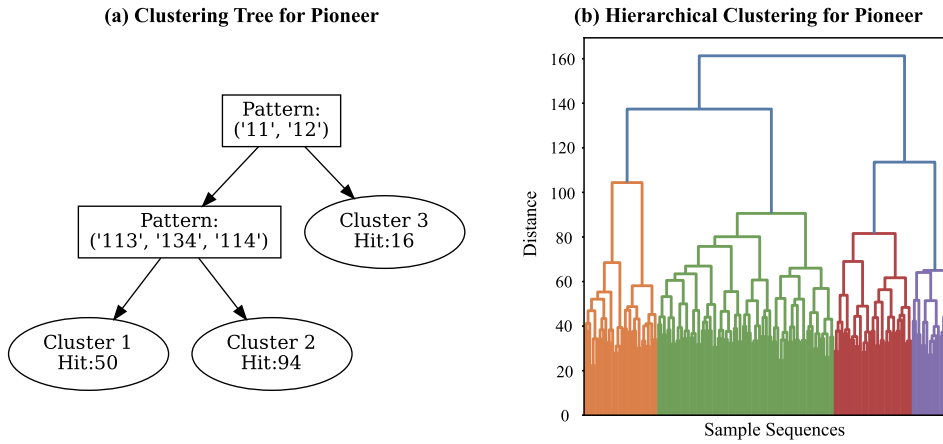 (a) Clustering Tree for Pioneer
Pattern:
('11', '12')
Pattern:
('113', '134', '114')
Cluster 3
Hit:16
Cluster 1
Hit:50
Cluster 2
Hit:94
(b) Hierarchical Clustering for Pioneer
160
140
120
100
80
60
40
20
0
Distance
Sample Sequences